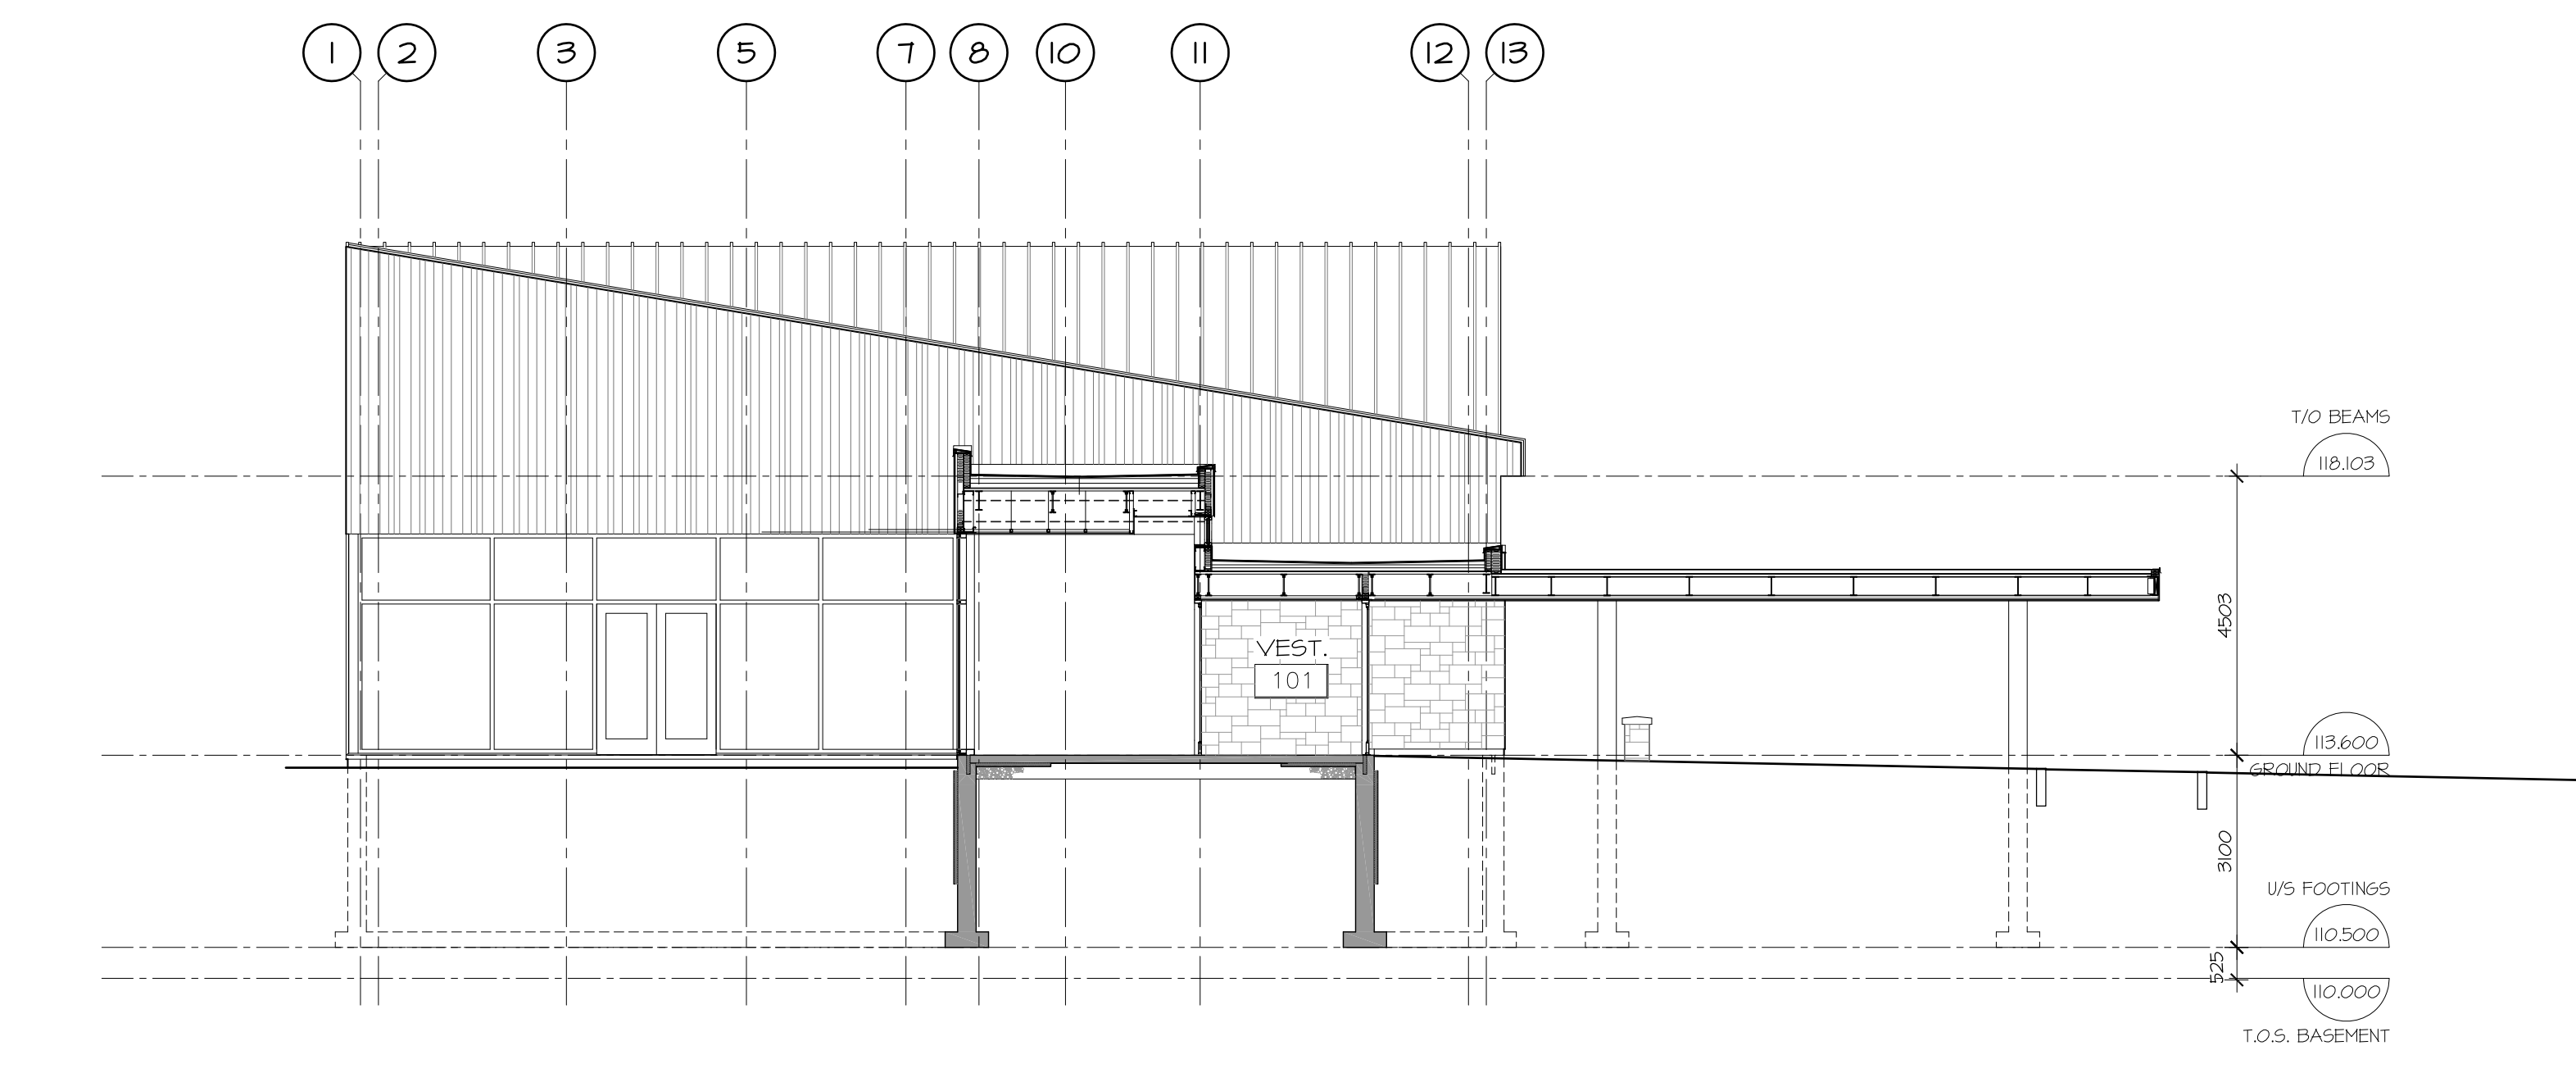 1 2 3 5 7 8 10 11 12 13
T/O BEAMS
118.103
4503
VEST.
101
113.600
GROUND FLOOR
3100
U/S FOOTINGS
110.500
525
110.000
T.O.S. BASEMENT